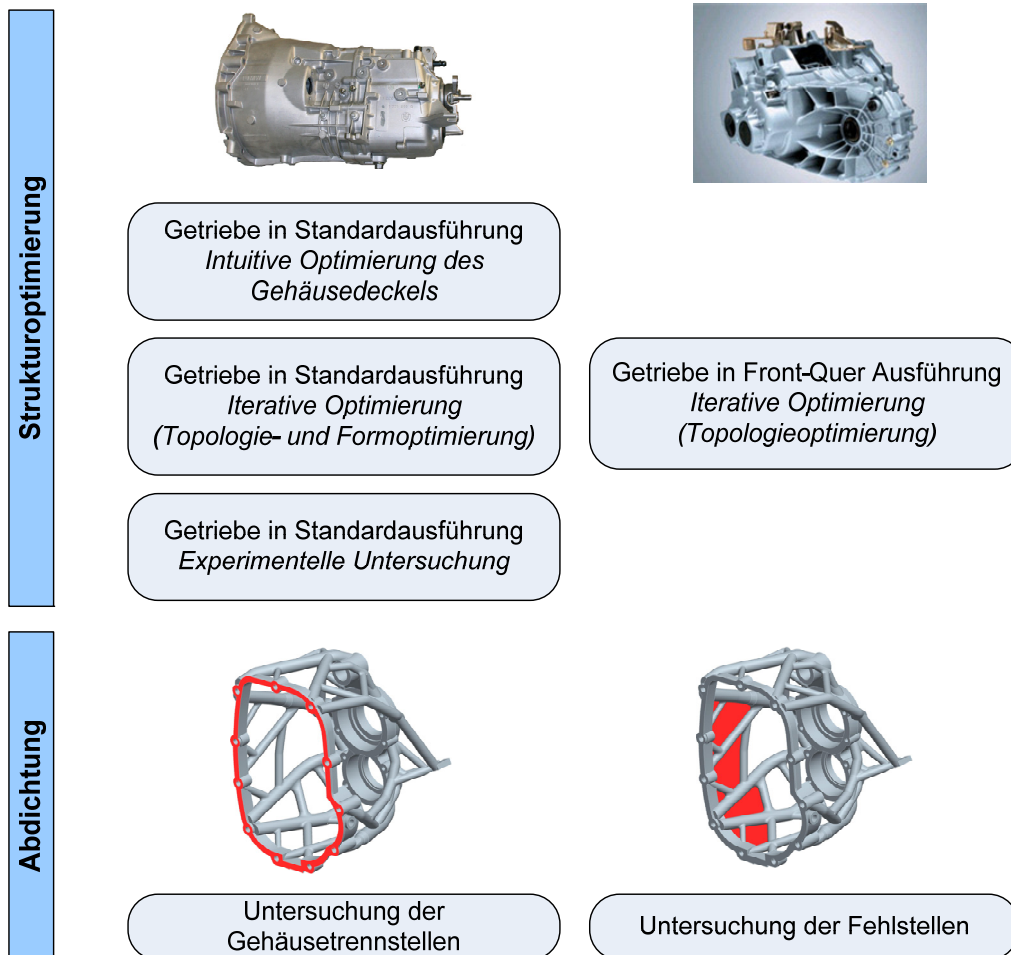 Strukturoptimierung
Getriebe in Standardausführung
Intuitive Optimierung des
Gehäusedeckels
Getriebe in Standardausführung
Iterative Optimierung
(Topologie- und Formoptimierung)
Getriebe in Front-Quer Ausführung
Iterative Optimierung
(Topologieoptimierung)
Getriebe in Standardausführung
Experimentelle Untersuchung
Abdichtung
Untersuchung der
Gehäusetrennstellen
Untersuchung der Fehlstellen